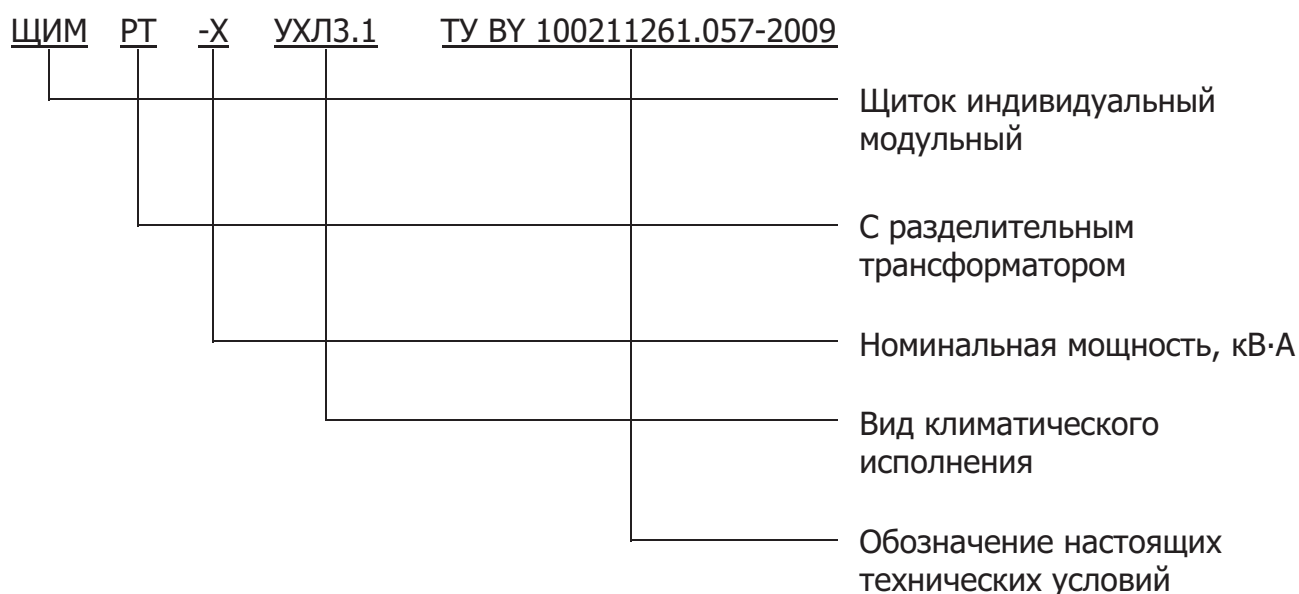 ЩИМ РТ -Х УХЛ3.1 ТУ BY 100211261.057-2009
Щиток индивидуальный
модульный
С разделительным
трансформатором
Номинальная мощность, кВ·А
Вид климатического
исполнения
Обозначение настоящих
технических условий